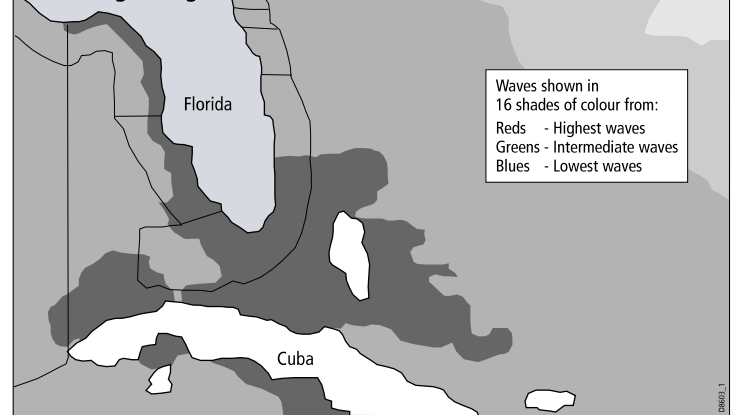 Florida
Waves shown in
16 shades of colour from:
Reds - Highest waves
Greens - Intermediate waves
Blues - Lowest waves
Cuba
D8603_1